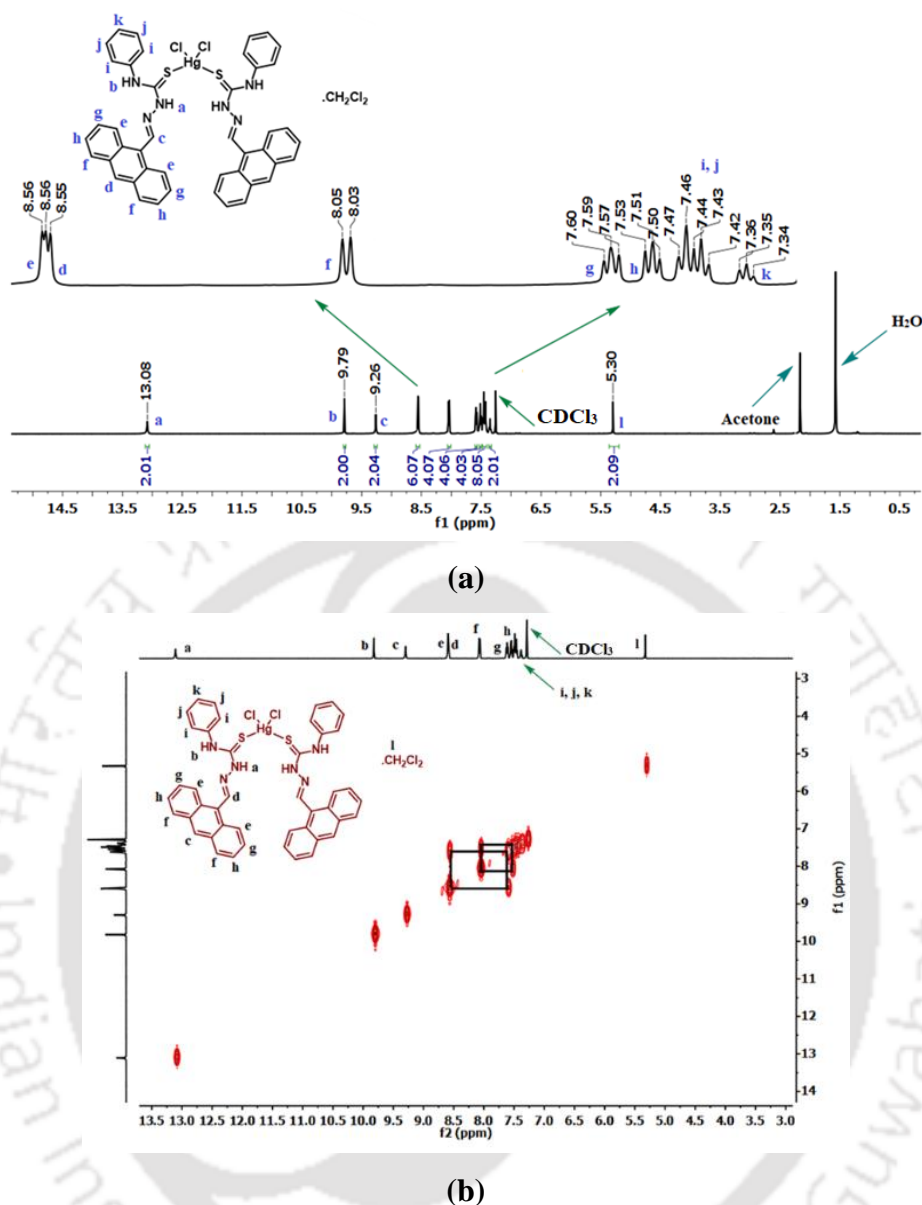 k
j
j
i
i
Cl
Cl
Hg
S
S
HN
b
NH
a
N
c
g
e
h
f
d
e
g
f
h
NH
HN
N
.CH2Cl2
8.56
8.56
8.55
8.05
8.03
7.60
7.59
7.57
7.53
7.51
7.50
7.47
7.46
7.44
7.43
7.42
7.36
7.35
7.34
i, j
e
d
f
g
h
k
H2O
13.08
9.79
9.26
5.30
a
b
c
CDCl3
l
Acetone
2.01
2.00
2.04
6.07
4.07
4.06
4.03
8.05
2.01
2.09
14.5 13.5 12.5 11.5 10.5 9.5 8.5 7.5 6.5 5.5 4.5 3.5 2.5 1.5 0.5
f1 (ppm)
(a)
a b c e d f g h CDCl3 l
i, j, k
k
j
j
i
i
Cl
Cl
Hg
S
S
HN
b
NH
a
N
d
g
e
h
f
c
e
g
f
h
NH
HN
N
l
.CH2Cl2
3
4
5
6
7
8
9
10
11
12
13
14
f1 (ppm)
13.5 13.0 12.5 12.0 11.5 11.0 10.5 10.0 9.5 9.0 8.5 8.0 7.5 7.0 6.5 6.0 5.5 5.0 4.5 4.0 3.5 3.0
f2 (ppm)
(b)